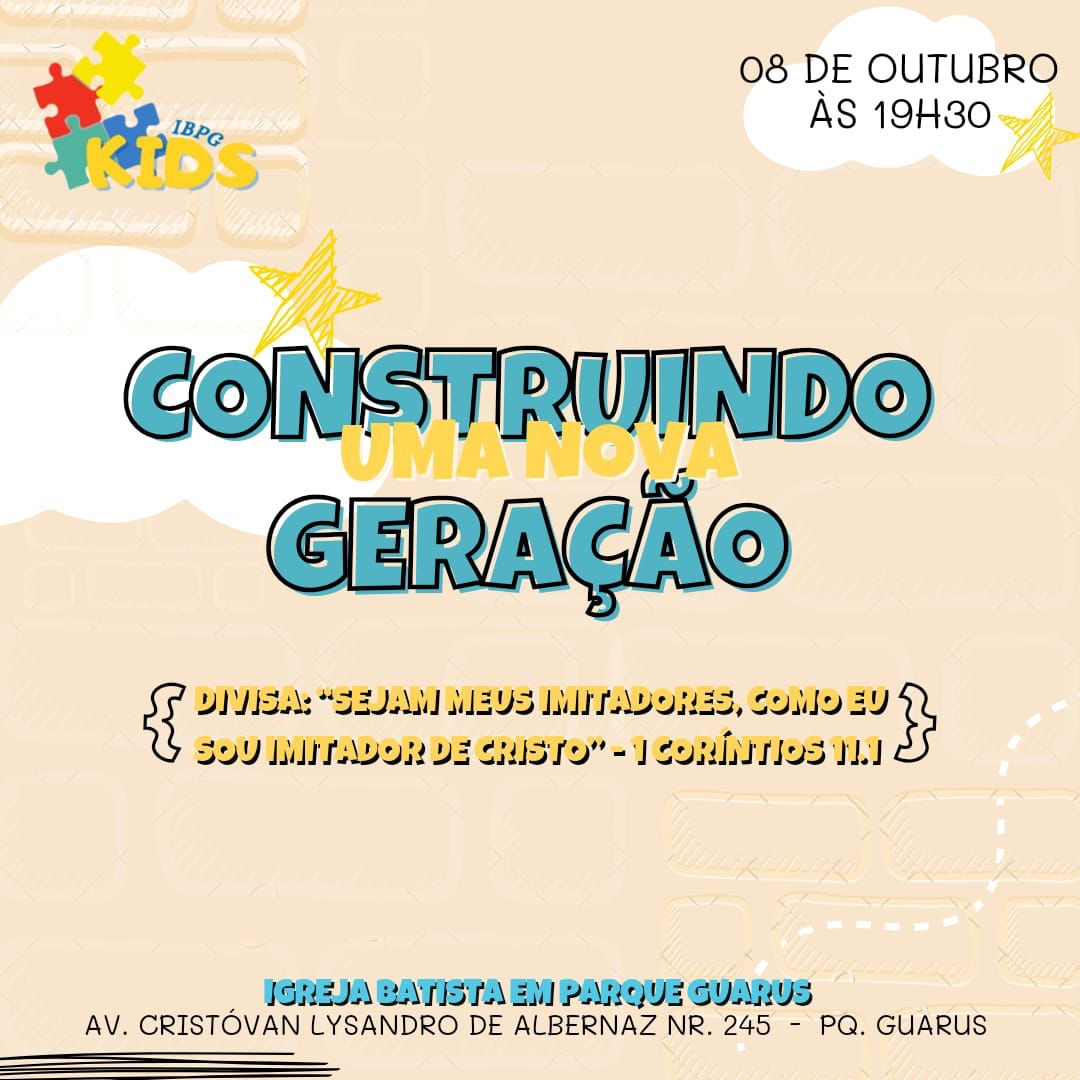 IBPG
KIDS
08 DE OUTUBRO
ÀS 19H30
CONSTRUINDO
UMA NOVA
GERAÇÃO
DIVISA: “SEJAM MEUS IMITADORES, COMO EU
SOU IMITADOR DE CRISTO” - 1 CORÍNTIOS 11.1
IGREJA BATISTA EM PARQUE GUARUS
AV. CRISTÓVAN LYSANDRO DE ALBERNAZ NR. 245 - PQ. GUARUS